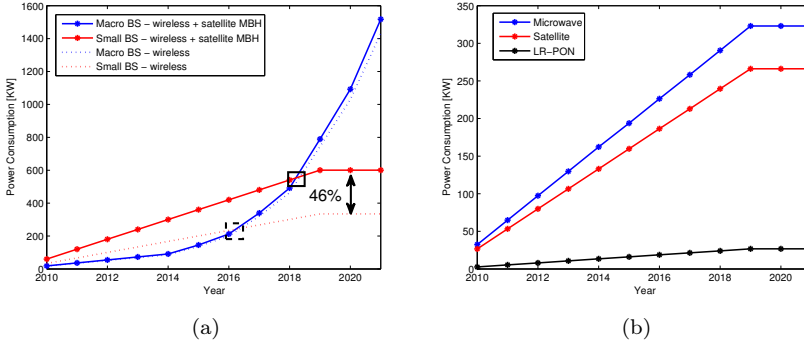 1600
1400
1200
1000
800
600
400
200
0
Power Consumption [KW]
Macro BS – wireless + satellite MBH
Small BS – wireless + satellite MBH
Macro BS – wireless
Small BS – wireless
46%
2010 2012 2014 2016 2018 2020
Year
(a)
350
300
250
200
150
100
50
0
Power Consumption [KW]
Microwave
Satellite
LR–PON
2010 2012 2014 2016 2018 2020
Year
(b)